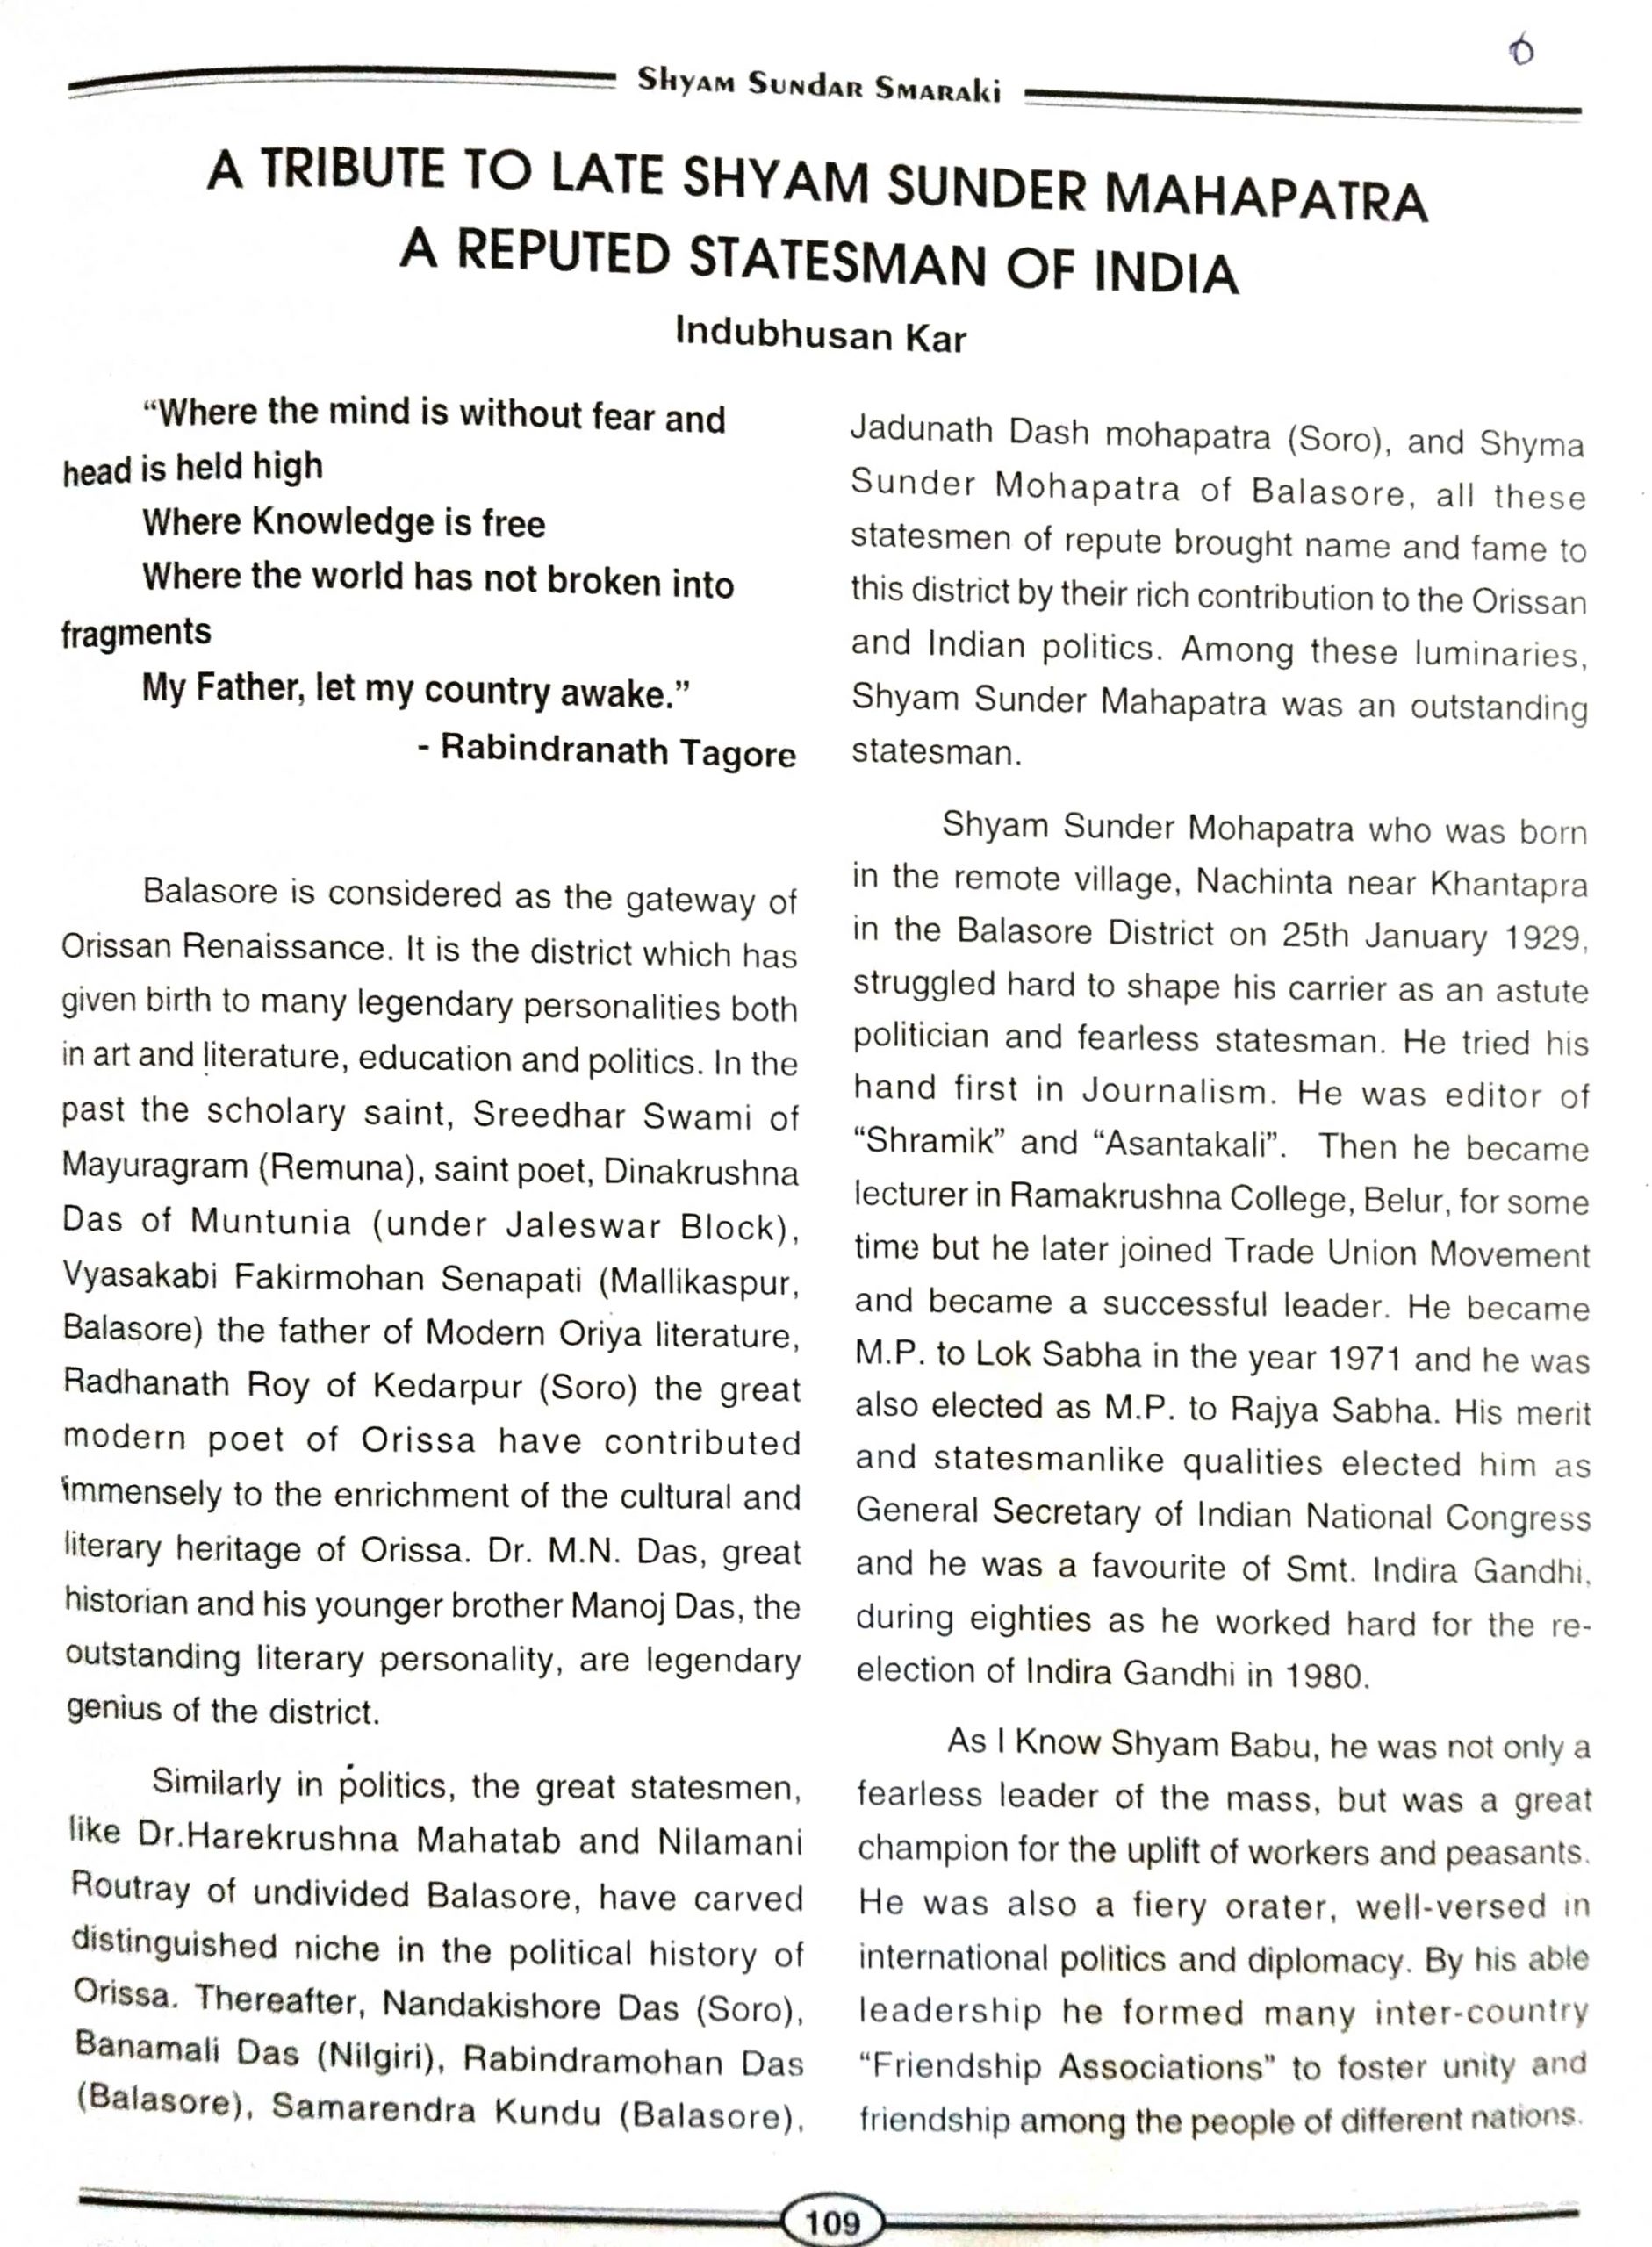 Shyam Sundar Smaraki
A TRIBUTE TO LATE SHYAM SUNDER MAHAPATRA
A REPUTED STATESMAN OF INDIA
Indubhusan Kar
“Where the mind is without fear and
head is held high
Where Knowledge is free
Where the world has not broken into
fragments
My Father, let my country awake.”
- Rabindranath Tagore
Balasore is considered as the gateway of
Orissan Renaissance. It is the district which has
given birth to many legendary personalities both
in art and literature, education and politics. In the
past the scholary saint, Sreedhar Swami of
Mayuragram (Remuna), saint poet, Dinakrushna
Das of Muntunia (under Jaleswar Block),
Vyasakabi Fakirmohan Senapati (Mallikaspur,
Balasore) the father of Modern Oriya literature,
Radhanath Roy of Kedarpur (Soro) the great
modern poet of Orissa have contributed
immensely to the enrichment of the cultural and
literary heritage of Orissa. Dr. M.N. Das, great
historian and his younger brother Manoj Das, the
outstanding literary personality, are legendary
genius of the district.
Similarly in politics, the great statesmen,
like Dr.Harekrushna Mahatab and Nilamani
Routray of undivided Balasore, have carved
distinguished niche in the political history of
Orissa. Thereafter, Nandakishore Das (Soro),
Banamali Das (Nilgiri), Rabindramohan Das
(Balasore), Samarendra Kundu (Balasore),
Jadunath Dash mohapatra (Soro), and Shyma
Sunder Mohapatra of Balasore, all these
statesmen of repute brought name and fame to
this district by their rich contribution to the Orissan
and Indian politics. Among these luminaries,
Shyam Sunder Mahapatra was an outstanding
statesman.
Shyam Sunder Mohapatra who was born
in the remote village, Nachinta near Khantapra
in the Balasore District on 25th January 1929,
struggled hard to shape his carrier as an astute
politician and fearless statesman. He tried his
hand first in Journalism. He was editor of
“Shramik” and “Asantakali”. Then he became
lecturer in Ramakrushna College, Belur, for some
time but he later joined Trade Union Movement
and became a successful leader. He became
M.P. to Lok Sabha in the year 1971 and he was
also elected as M.P. to Rajya Sabha. His merit
and statesmanlike qualities elected him as
General Secretary of Indian National Congress
and he was a favourite of Smt. Indira Gandhi,
during eighties as he worked hard for the re-
election of Indira Gandhi in 1980.
As I Know Shyam Babu, he was not only a
fearless leader of the mass, but was a great
champion for the uplift of workers and peasants.
He was also a fiery orater, well-versed in
international politics and diplomacy. By his able
leadership he formed many inter-country
“Friendship Associations” to foster unity and
friendship among the people of different nations.
109